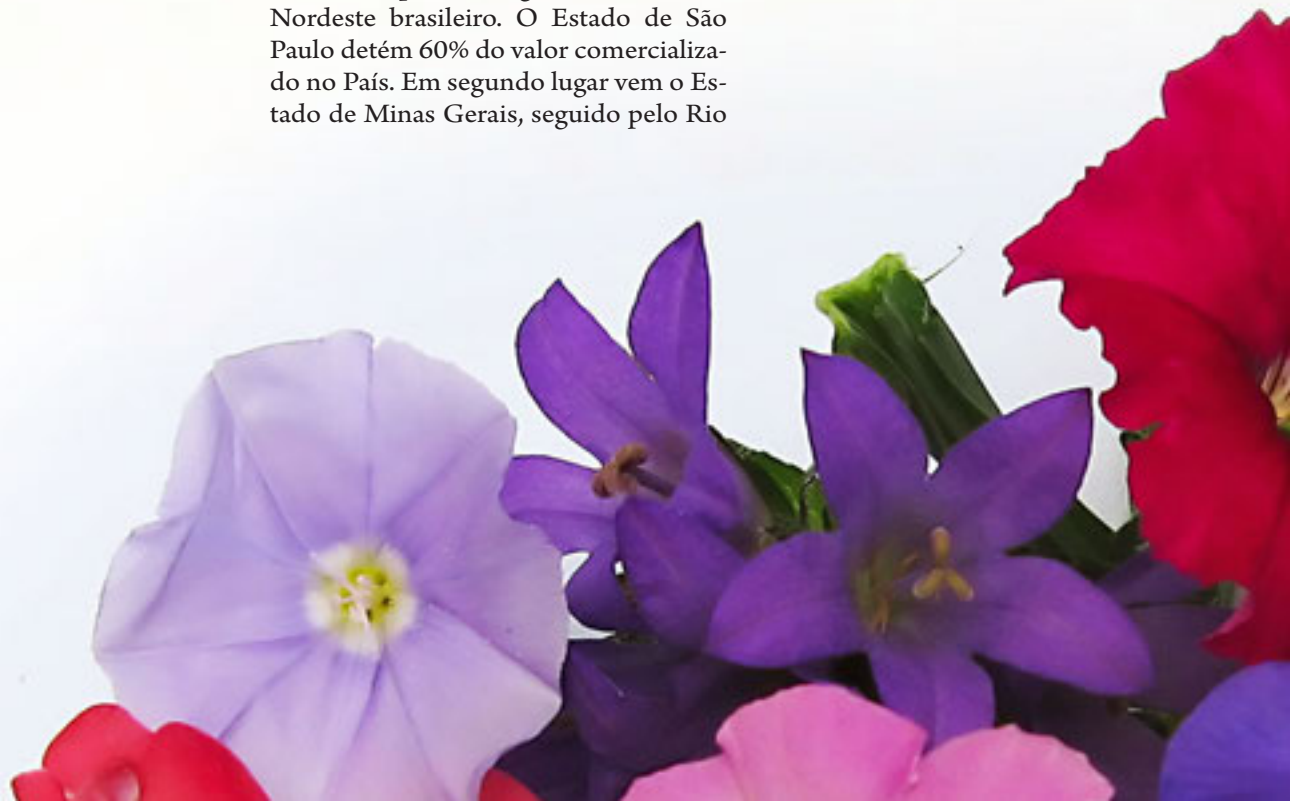 Nordeste brasileiro. O Estado de São
Paulo detém 60% do valor comercializa-
do no País. Em segundo lugar vem o Es-
tado de Minas Gerais, seguido pelo Rio